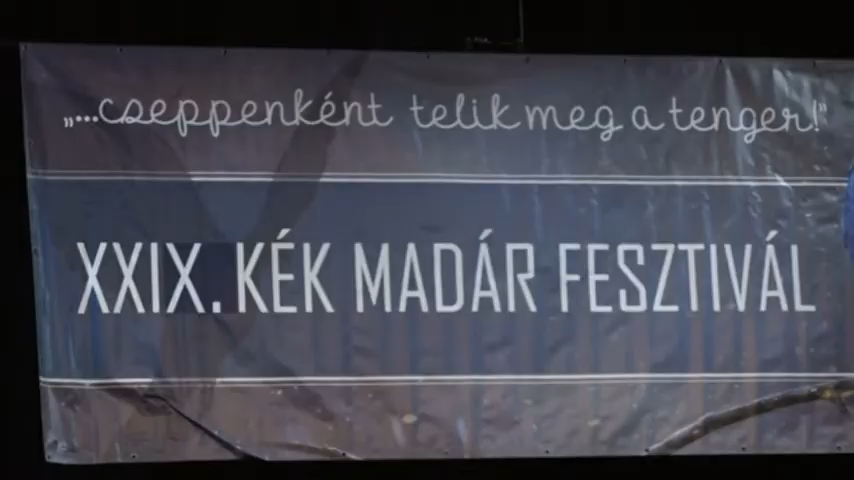 „...cseppenként telik meg a tenger!"
XXIX. KÉK MADÁR FESZTIVÁL